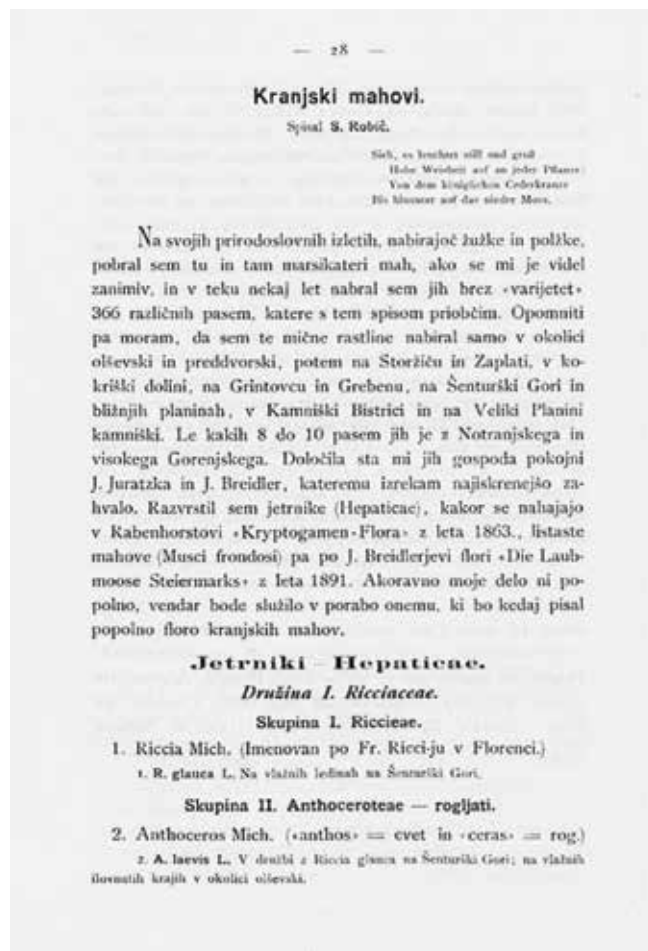 — 28 —
Kranjski mahovi.
Spisal S. Robič.
Sieh, es leuchtet still und groß
Hohe Weisheit auf an jeder Pflanze:
Von dem königlichen Cederkranze
Bis hinunter auf das niedre Moos.
Na svojih prirodoslovnih izletih, nabirajoč žužke in polžke,
pobral sem tu in tam marsikateri mah, ako se mi je videl
zanimiv, in v teku nekaj let nabral sem jih brez «varijetet»
366 različnih pasem, katere s tem spisom priobčim. Opomniti
pa moram, da sem te mične rastline nabiral samo v okolici
olševski in preddvorski, potem na Storžiču in Zaplati, v ko-
kriški dolini, na Grintovcu in Grebenu, na Šenturški Gori in
bližnjih planinah, v Kamniški Bistrici in na Veliki Planini
kamniški. Le kakih 8 do 10 pasem jih je z Notranjskega in
visokega Gorenjskega. Določila sta mi jih gospoda pokojni
J. Juratzka in J. Breidler, kateremu izrekam najiskrenejšo za-
hvalo. Razvrstil sem jetrnike (Hepaticae), kakor se nahajajo
v Rabenhorstovi «Kryptogamen-Flora» z leta 1863., listaste
mahove (Musci frondosi) pa po J. Breidlerjevi flori «Die Laub-
moose Steiermarks» z leta 1891. Akoravno moje delo ni po-
polno, vendar bode služilo v porabo onemu, ki bo kedaj pisal
popolno floro kranjskih mahov.
Jetrniki – Hepaticae.
Družina I. Ricciaceae.
Skupina I. Riccieae.
1. Riccia Mich. (Imenovan po Fr. Ricci-ju v Florenci.)
1. R. glauca L. Na vlažnih ledinah na Šenturški Gori.
Skupina II. Anthoceroteae — rogljati.
2. Anthoceros Mich. («anthos» = cvet in «ceras» = rog.)
2. A. laevis L. V družbi z Riccia glauca na Šenturški Gori; na vlažnih
ilovnatih krajih v okolici olševski.